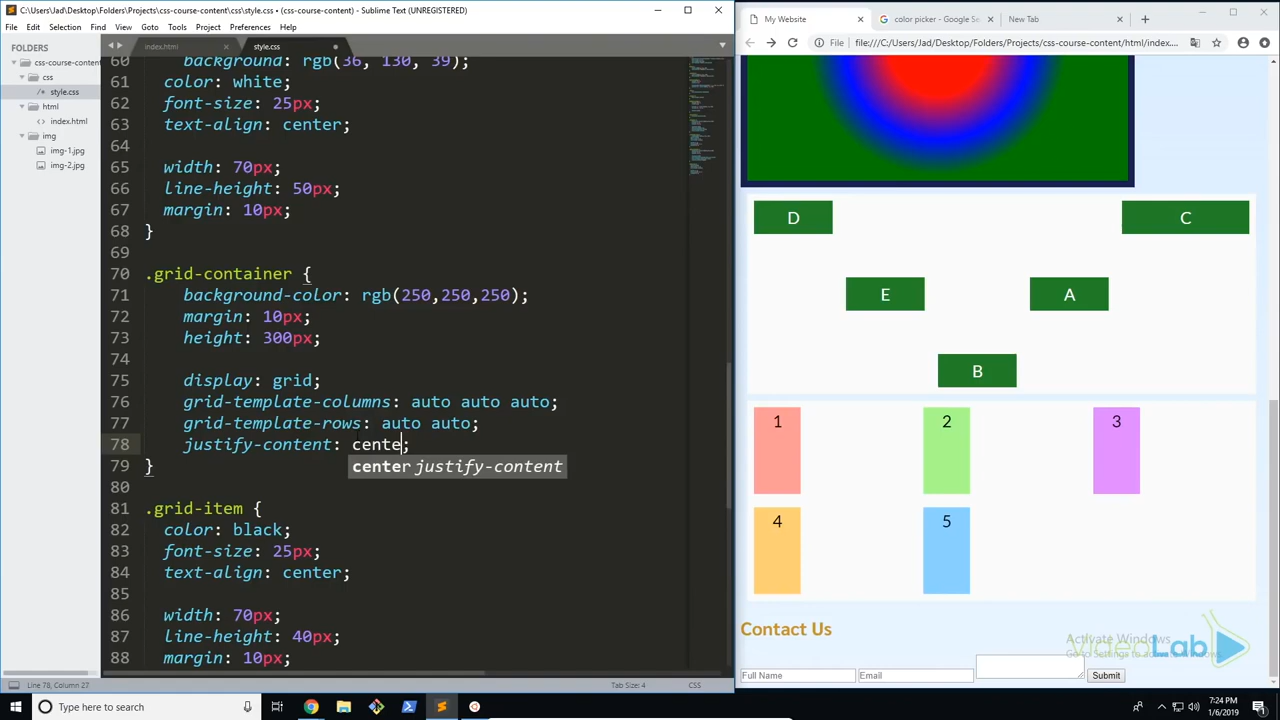 C:\Users\Jad\Desktop\Folders\Projects\css-course-content\css\style.css • (css-course-content) - Sublime Text (UNREGISTERED)
File Edit Selection Find View Goto Tools Project Preferences Help
FOLDERS
css-course-content
css
/* style.css
html
<> index.html
img
img-1.jpg
img-2.jpg
index.html
style.css
60 background: rgb(36, 130, 39);
61 color: white;
62 font-size: 25px;
63 text-align: center;
64
65 width: 70px;
66 line-height: 50px;
67 margin: 10px;
68 }
69
70 .grid-container {
71 background-color: rgb(250,250,250);
72 margin: 10px;
73 height: 300px;
74
75 display: grid;
76 grid-template-columns: auto auto auto;
77 grid-template-rows: auto auto;
78 justify-content: cente;
center justify-content
79 }
80
81 .grid-item {
82 color: black;
83 font-size: 25px;
84 text-align: center;
85
86 width: 70px;
87 line-height: 40px;
88 margin: 10px;
Line 78, Column 27
Tab Size: 4
CSS
My Website
color picker - Google Se
New Tab
File file:///C:/Users/Jad/Desktop/Folders/Projects/css-course-content/html/index....
D
C
E
A
B
1
2
3
4
5
Contact Us
Activate Windows
Full Name
Email
Submit
Type here to search
7:24 PM
1/6/2019